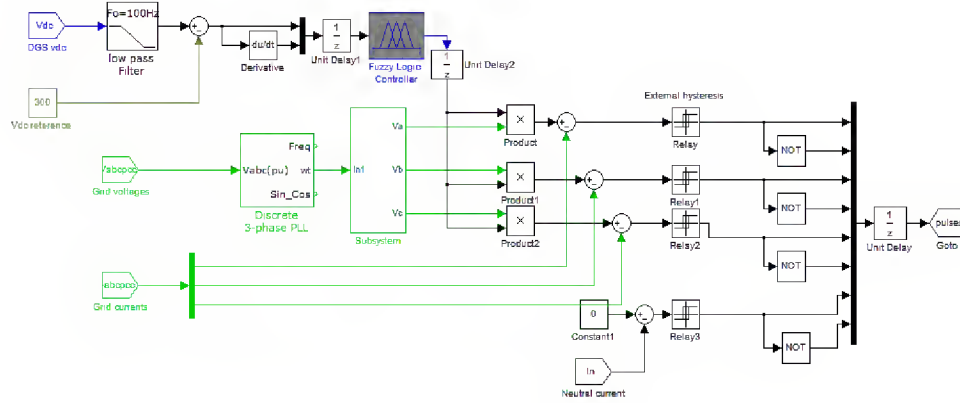 Vdc
DGS vdc
Fo=100Hz
low pass
Filter
du/dt
Derivative
1
z
Unit Delay1
Fuzzy Logic
Controller
1
z
Unit Delay2
300
Vdc reference
Vabcpcc
Grid voltages
Vabc(pu)
Freq
wt
Sin_Cos
Discrete
3-phase PLL
In1
Va
Vb
Vc
Subsystem
×
Product
×
Product1
×
Product2
External hysteresis
Relay
NOT
Relay1
NOT
Relay2
NOT
Relay3
NOT
1
z
Unit Delay
pulses
Goto
Grid currents
0
Constant1
In
Neutral current